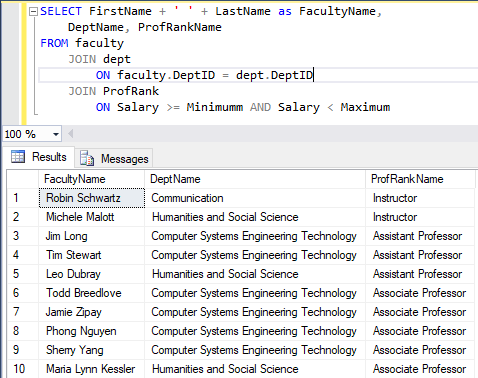 SELECT FirstName + ' ' + LastName as FacultyName,
DeptName, ProfRankName
FROM faculty
JOIN dept
ON faculty.DeptID = dept.DeptID
JOIN ProfRank
ON Salary >= Minimumm AND Salary < Maximum
100 %
Results Messages
FacultyName DeptName ProfRankName
1 Robin Schwartz Communication Instructor
2 Michele Malott Humanities and Social Science Instructor
3 Jim Long Computer Systems Engineering Technology Assistant Professor
4 Tim Stewart Computer Systems Engineering Technology Assistant Professor
5 Leo Dubray Humanities and Social Science Assistant Professor
6 Todd Breedlove Computer Systems Engineering Technology Associate Professor
7 Jamie Zipay Computer Systems Engineering Technology Associate Professor
8 Phong Nguyen Computer Systems Engineering Technology Associate Professor
9 Sherry Yang Computer Systems Engineering Technology Associate Professor
10 Maria Lynn Kessler Humanities and Social Science Associate Professor